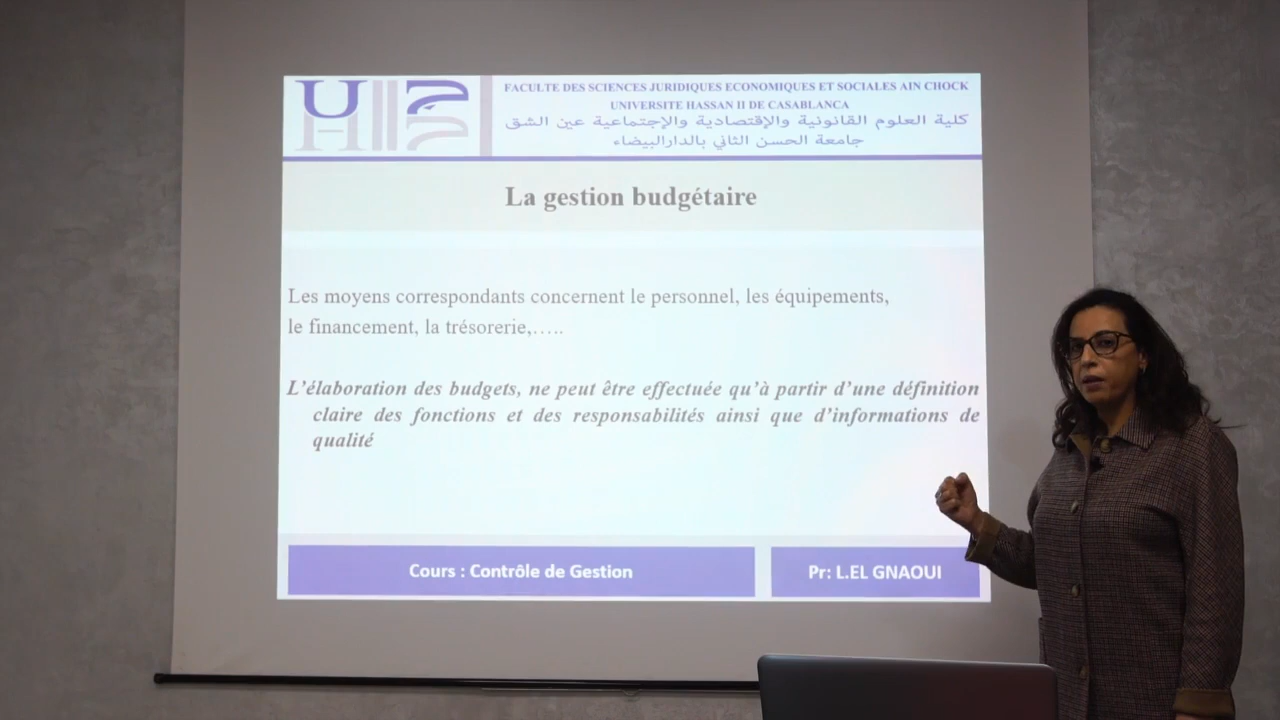 FACULTE DES SCIENCES JURIDIQUES ECONOMIQUES ET SOCIALES AIN CHOCK
UNIVERSITE HASSAN II DE CASABLANCA
كلية العلوم القانونية والإقتصادية والإجتماعية عين الشق
جامعة الحسن الثاني بالدارالبيضاء
La gestion budgétaire
Les moyens correspondants concernent le personnel, les équipements,
le financement, la trésorerie,…..
L’élaboration des budgets, ne peut être effectuée qu’à partir d’une définition
claire des fonctions et des responsabilités ainsi que d’informations de
qualité
Cours : Contrôle de Gestion
Pr: L.EL GNAOUI